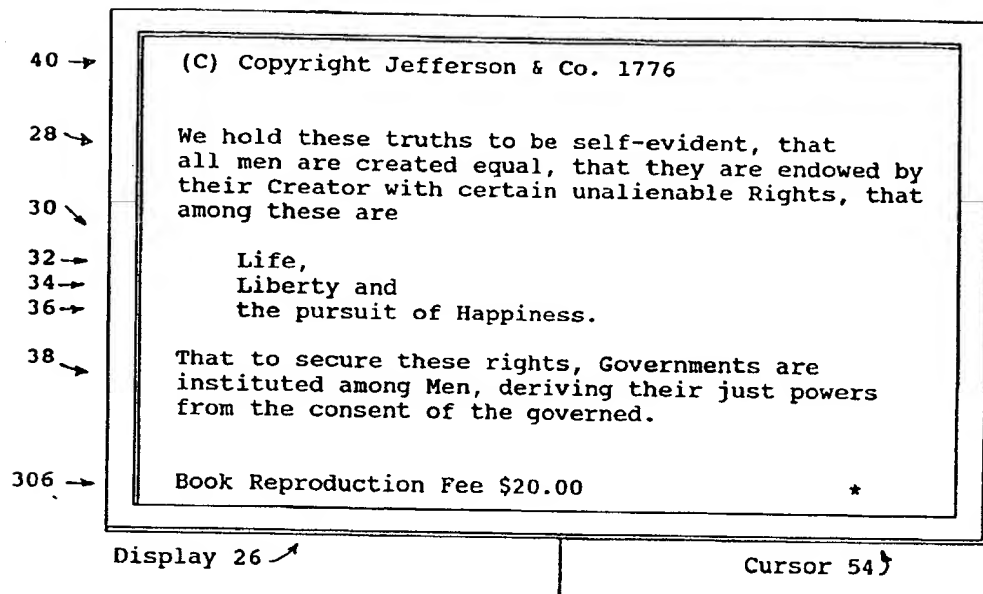 40 (C) Copyright Jefferson & Co. 1776
28 We hold these truths to be self-evident, that
all men are created equal, that they are endowed by
their Creator with certain unalienable Rights, that
30 among these are
32 Life,
34 Liberty and
36 the pursuit of Happiness.
38 That to secure these rights, Governments are
instituted among Men, deriving their just powers
from the consent of the governed.
306 Book Reproduction Fee $20.00 *
Display 26 Cursor 54